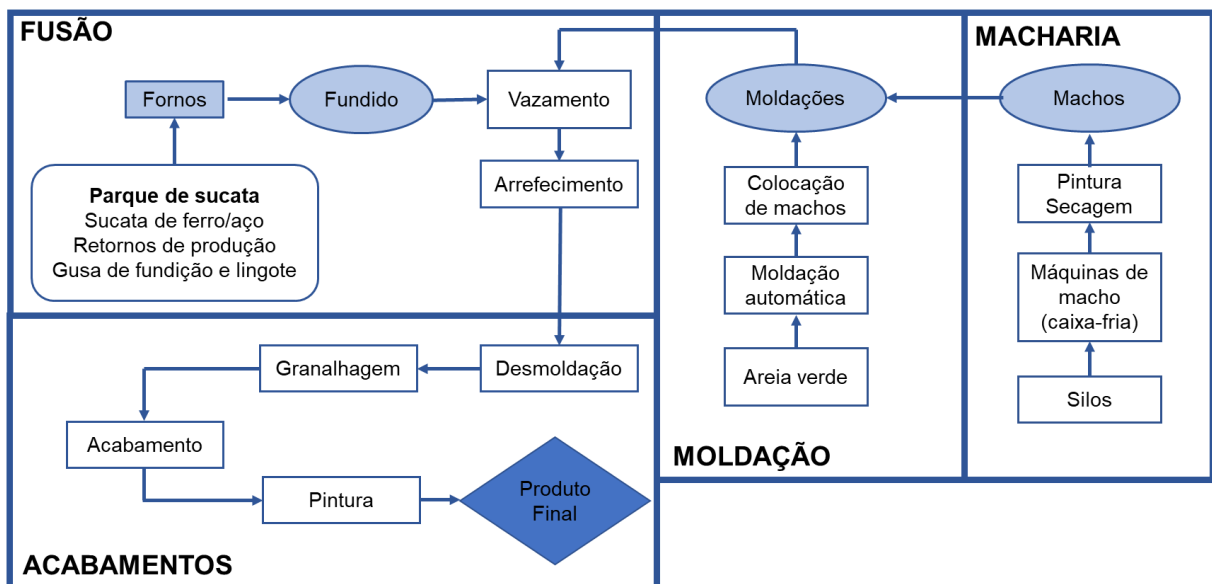 FUSÃO
Fornos
Fundido
Vazamento
Arrefecimento
Parque de sucata
Sucata de ferro/aço
Retornos de produção
Gusa de fundição e lingote
MOLDAÇÃO
Moldações
Colocação
de machos
Moldação
automática
Areia verde
MACHARIA
Machos
Pintura
Secagem
Máquinas de
macho
(caixa-fria)
Silos
Desmoldação
Granalhagem
Acabamento
Pintura
Produto
Final
ACABAMENTOS